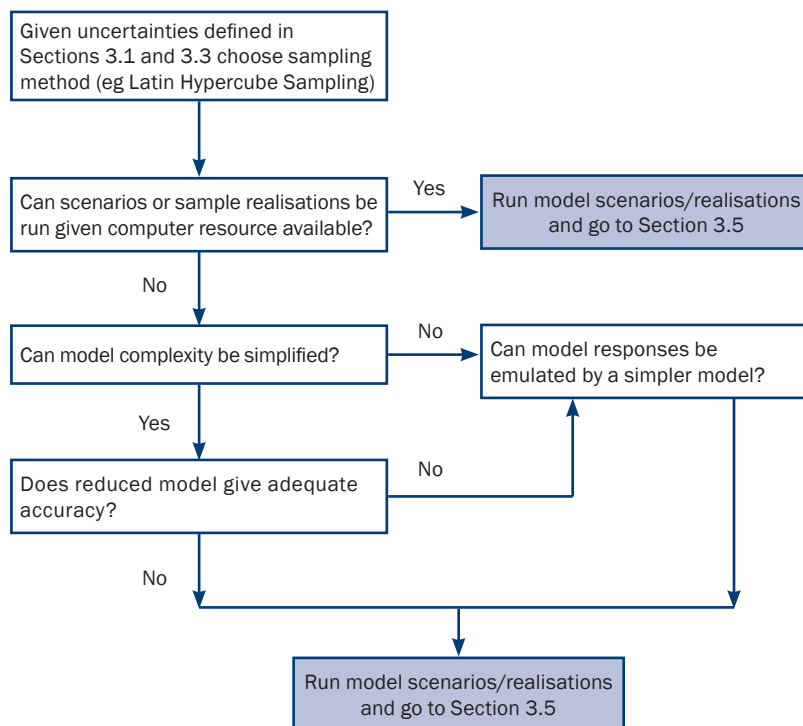 Given uncertainties defined in
Sections 3.1 and 3.3 choose sampling
method (eg Latin Hypercube Sampling)
Can scenarios or sample realisations be
run given computer resource available?
Yes
Run model scenarios/realisations
and go to Section 3.5
No
Can model complexity be simplified?
No
Can model responses be
emulated by a simpler model?
Yes
Does reduced model give adequate
accuracy?
No
No
Run model scenarios/realisations
and go to Section 3.5